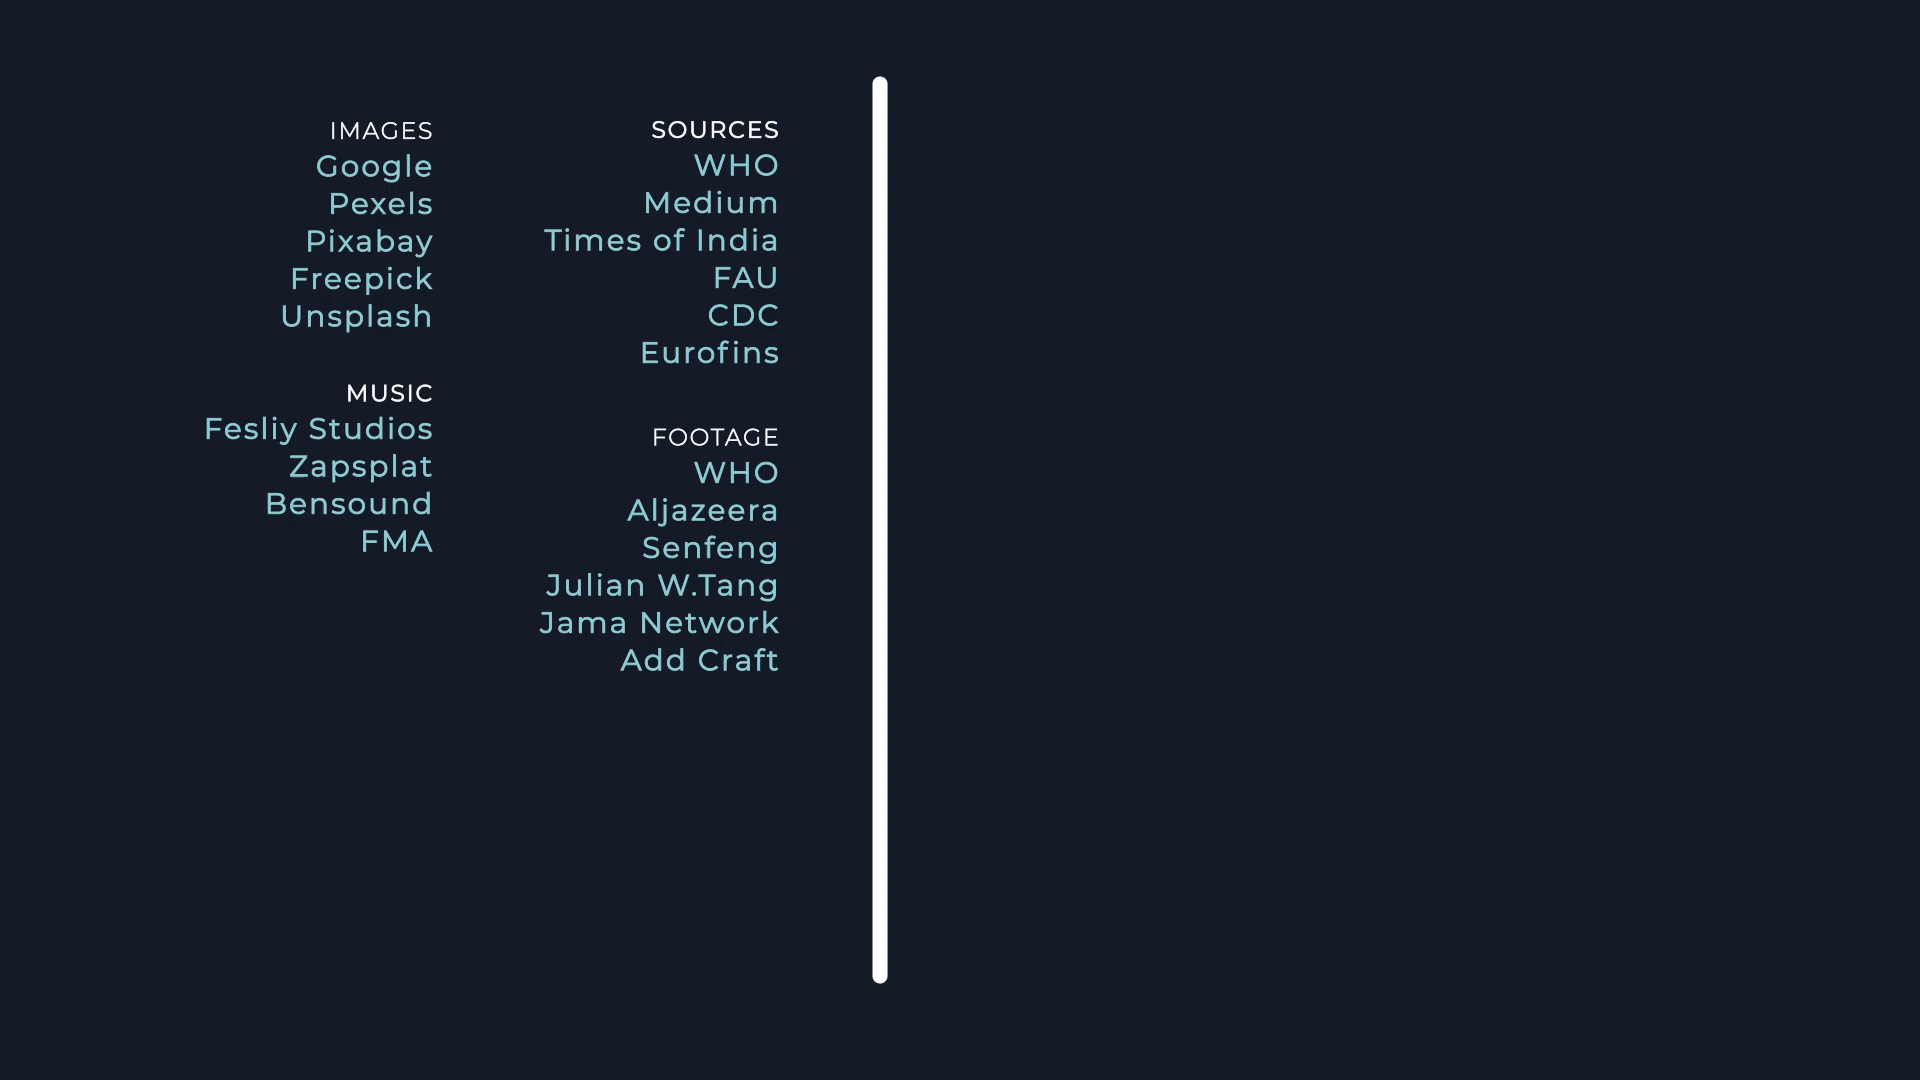 IMAGES
Google
Pexels
Pixabay
Freepick
Unsplash
MUSIC
Fesliy Studios
Zapsplat
Bensound
FMA
SOURCES
WHO
Medium
Times of India
FAU
CDC
Eurofins
FOOTAGE
WHO
Aljazeera
Senfeng
Julian W.Tang
Jama Network
Add Craft